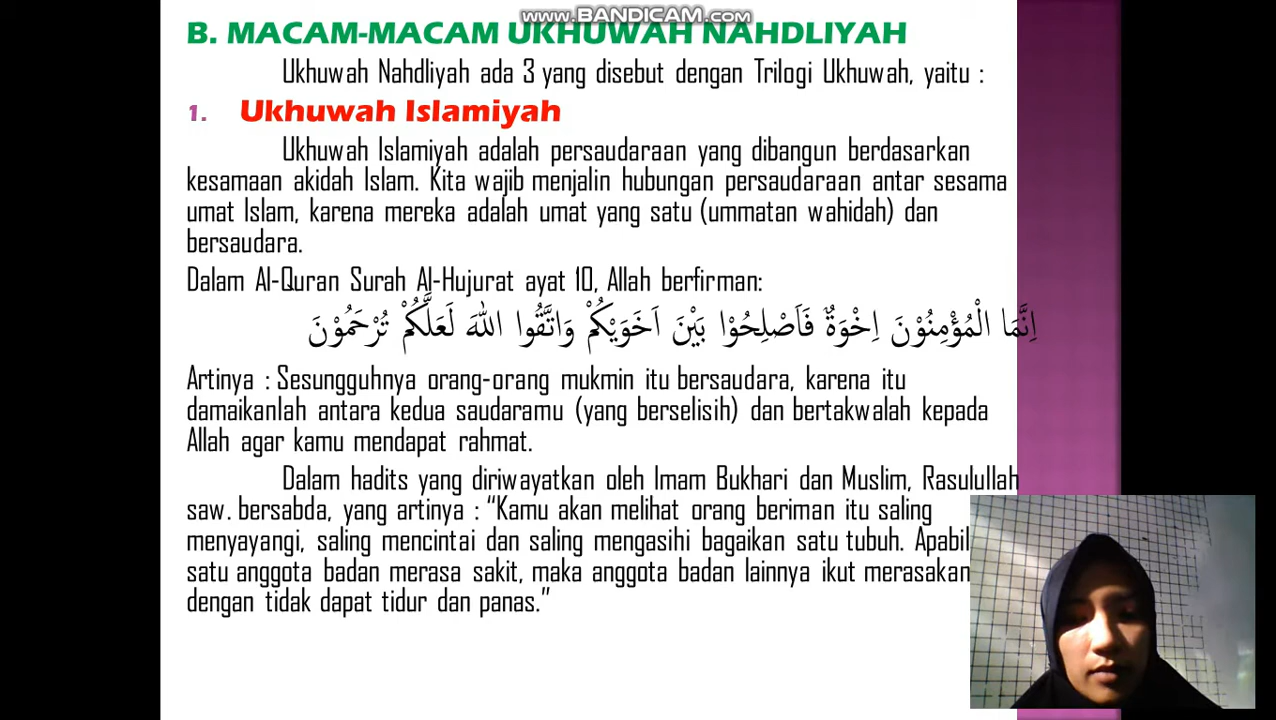 www.BANDICAM.com
B. MACAM-MACAM UKHUWAH NAHDLIYAH
Ukhuwah Nahdliyah ada 3 yang disebut dengan Trilogi Ukhuwah, yaitu :
1. Ukhuwah Islamiyah
Ukhuwah Islamiyah adalah persaudaraan yang dibangun berdasarkan
kesamaan akidah Islam. Kita wajib menjalin hubungan persaudaraan antar sesama
umat Islam, karena mereka adalah umat yang satu (ummatan wahidah) dan
bersaudara.
Dalam Al-Quran Surah Al-Hujurat ayat 10, Allah berfirman:
اِنَّمَا الْمُؤْمِنُوْنَ اِخْوَةٌ فَاَصْلِحُوْا بَيْنَ اَخَوَيْكُمْ وَاتَّقُوا اللهَ لَعَلَّكُمْ تُرْحَمُوْنَ
Artinya : Sesungguhnya orang-orang mukmin itu bersaudara, karena itu
damaikanlah antara kedua saudaramu (yang berselisih) dan bertakwalah kepada
Allah agar kamu mendapat rahmat.
Dalam hadits yang diriwayatkan oleh Imam Bukhari dan Muslim, Rasulullah
saw. bersabda, yang artinya : “Kamu akan melihat orang beriman itu saling
menyayangi, saling mencintai dan saling mengasihi bagaikan satu tubuh. Apabil
satu anggota badan merasa sakit, maka anggota badan lainnya ikut merasakan
dengan tidak dapat tidur dan panas.”